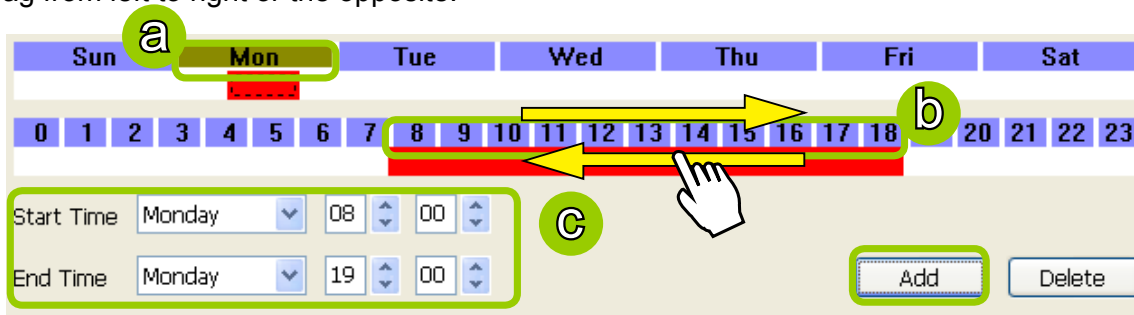 ag from left to right or the opposite.
a
Sun Mon Tue Wed Thu Fri Sat
b
0 1 2 3 4 5 6 7 8 9 10 11 12 13 14 15 16 17 18 20 21 22 23
Start Time Monday 08 00
c
End Time Monday 19 00 Add Delete